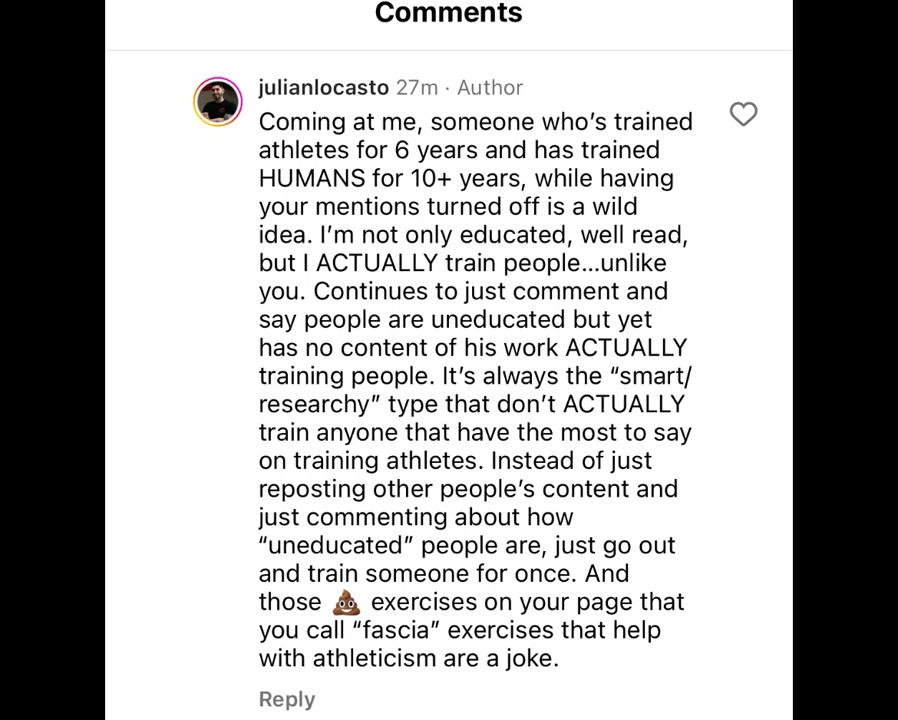 Comments
julianlocasto 27m · Author
Coming at me, someone who’s trained
athletes for 6 years and has trained
HUMANS for 10+ years, while having
your mentions turned off is a wild
idea. I’m not only educated, well read,
but I ACTUALLY train people...unlike
you. Continues to just comment and
say people are uneducated but yet
has no content of his work ACTUALLY
training people. It’s always the “smart/
researchy” type that don’t ACTUALLY
train anyone that have the most to say
on training athletes. Instead of just
reposting other people’s content and
just commenting about how
“uneducated” people are, just go out
and train someone for once. And
those 💩 exercises on your page that
you call “fascia” exercises that help
with athleticism are a joke.
Reply